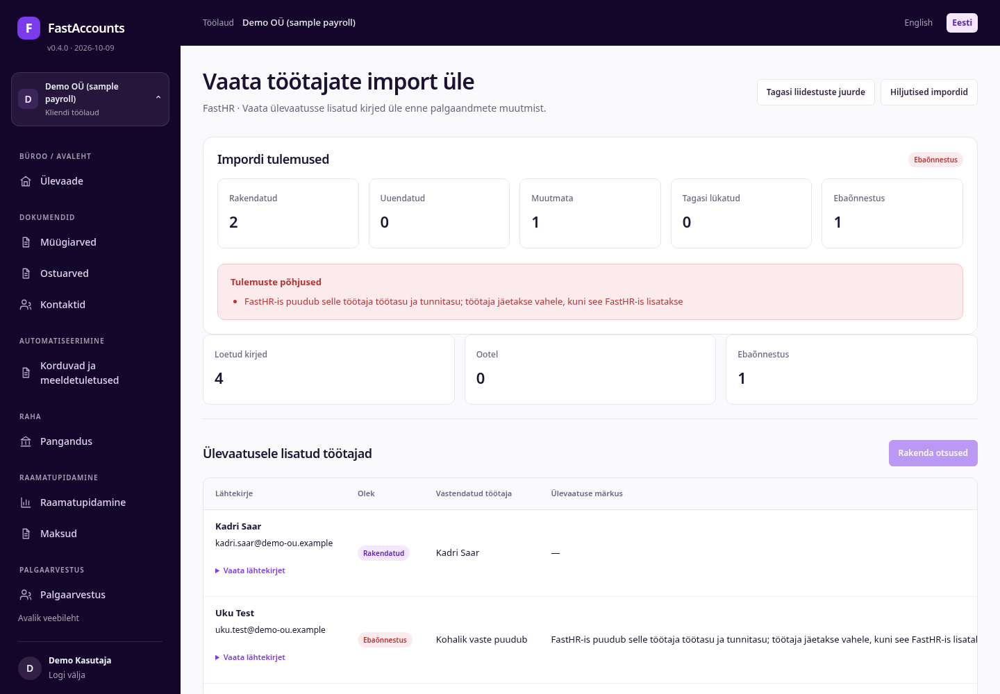 F FastAccounts
v0.4.0 · 2026-10-09
D
Demo OÜ (sample
payroll)
Kliendi töölaud
BÜROO / AVALEHT
Ülevaade
DOKUMENDID
Müügiarved
Ostuarved
Kontaktid
AUTOMATISEERIMINE
Korduvad ja
meeldetuletused
RAHA
Pangandus
RAAMATUPIDAMINE
Raamatupidamine
Maksud
PALGAARVESTUS
Palgaarvestus
Avalik veebileht
D
Demo Kasutaja
Logi välja
Töölaud Demo OÜ (sample payroll)
English Eesti
Vaata töötajate import üle
FastHR · Vaata ülevaatusse lisatud kirjed üle enne palgaandmete muutmist.
Tagasi liidestuste juurde Hiljutised impordid
Impordi tulemused Ebaõnnestus
Rakendatud Uuendatud Muutmata Tagasi lükatud Ebaõnnestus
2 0 1 0 1
Tulemuste põhjused
• FastHR-is puudub selle töötaja töötasu ja tunnitasu; töötaja jäetakse vahele, kuni see FastHR-is lisatakse
Loetud kirjed Ootel Ebaõnnestus
4 0 1
Ülevaatusele lisatud töötajad Rakenda otsused
Lähtekirje Olek Vastendatud töötaja Ülevaatuse märkus
Kadri Saar
kadri.saar@demo-ou.example
Rakendatud Kadri Saar —
Vaata lähtekirjet
Uku Test
uku.test@demo-ou.example
Ebaõnnestus Kohalik vaste puudub FastHR-is puudub selle töötaja töötasu ja tunnitasu; töötaja jäetakse vahele, kuni see FastHR-is
Vaata lähtekirjet